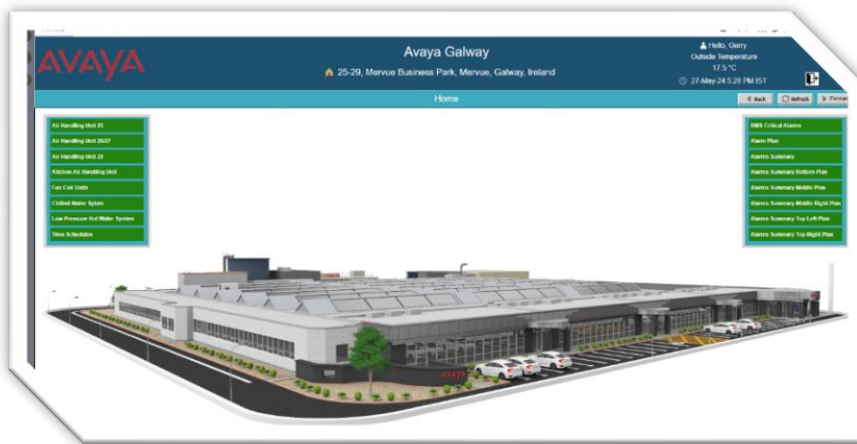 AVAYA
Avaya Galway
25-29, Mervue Business Park, Mervue, Galway, Ireland
Hello, Gerry
Outside Temperature
17.5 °C
27-May-24 5:28 PM IST
Home
Back
Refresh
Forwar
Air Handling Unit 25
Air Handling Unit 26/27
Air Handling Unit 28
Kitchen Air Handling Unit
Fan Coil Units
Chilled Water Sytem
Low Pressure Hot Water System
Time Schedules
BMS Critical Alarms
Alarm Plan
Alarms Summary
Alarms Summary Bottom Plan
Alarms Summary Middle Plan
Alarms Summary Middle Right Plan
Alarms Summary Top Left Plan
Alarms Summary Top Right Plan
AVAYA